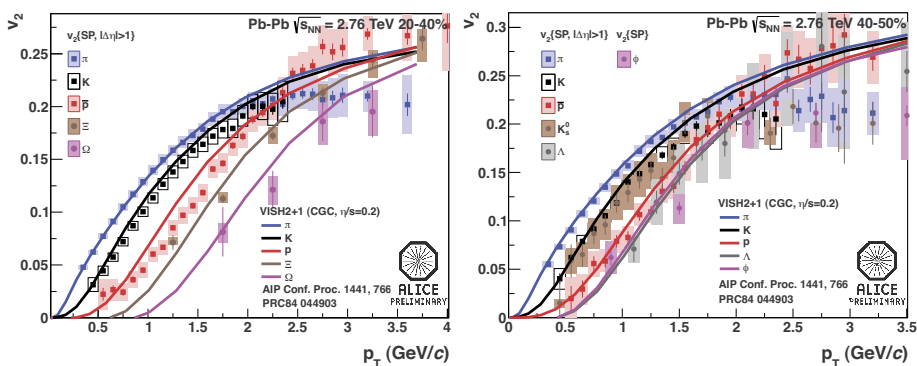 v₂
Pb-Pb √sNN = 2.76 TeV 20-40%
v₂{SP, |Δη|>1}
π
K
p̅
Ξ
Ω
0.25
0.2
0.15
0.1
0.05
0
VISH2+1 (CGC, η/s=0.2)
π
K
p
Ξ
Ω
AIP Conf. Proc. 1441, 766
PRC84 044903
ALICE
PRELIMINARY
0.5 1 1.5 2 2.5 3 3.5 4
p_T (GeV/c)
v₂
Pb-Pb √sNN = 2.76 TeV 40-50%
v₂{SP, |Δη|>1} v₂{SP}
π ϕ
K
p̅
K⁰ₛ
Λ
0.3
0.25
0.2
0.15
0.1
0.05
0
VISH2+1 (CGC, η/s=0.2)
π
K
p
Λ
ϕ
AIP Conf. Proc. 1441, 766
PRC84 044903
ALICE
PRELIMINARY
0 0.5 1 1.5 2 2.5 3 3.5
p_T (GeV/c)